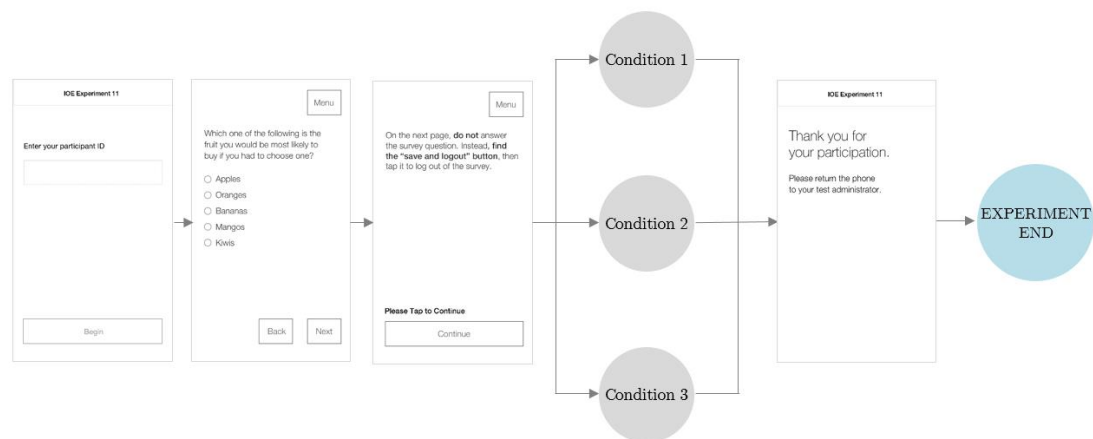 IOE Experiment 11
Enter your participant ID
Begin
Menu
Which one of the following is the
fruit you would be most likely to
buy if you had to choose one?
Apples
Oranges
Bananas
Mangos
Kiwis
Back
Next
Menu
On the next page, do not answer
the survey question. Instead, find
the “save and logout” button, then
tap it to log out of the survey.
Please Tap to Continue
Continue
Condition 1
Condition 2
Condition 3
IOE Experiment 11
Thank you for
your participation.
Please return the phone
to your test administrator.
EXPERIMENT
END